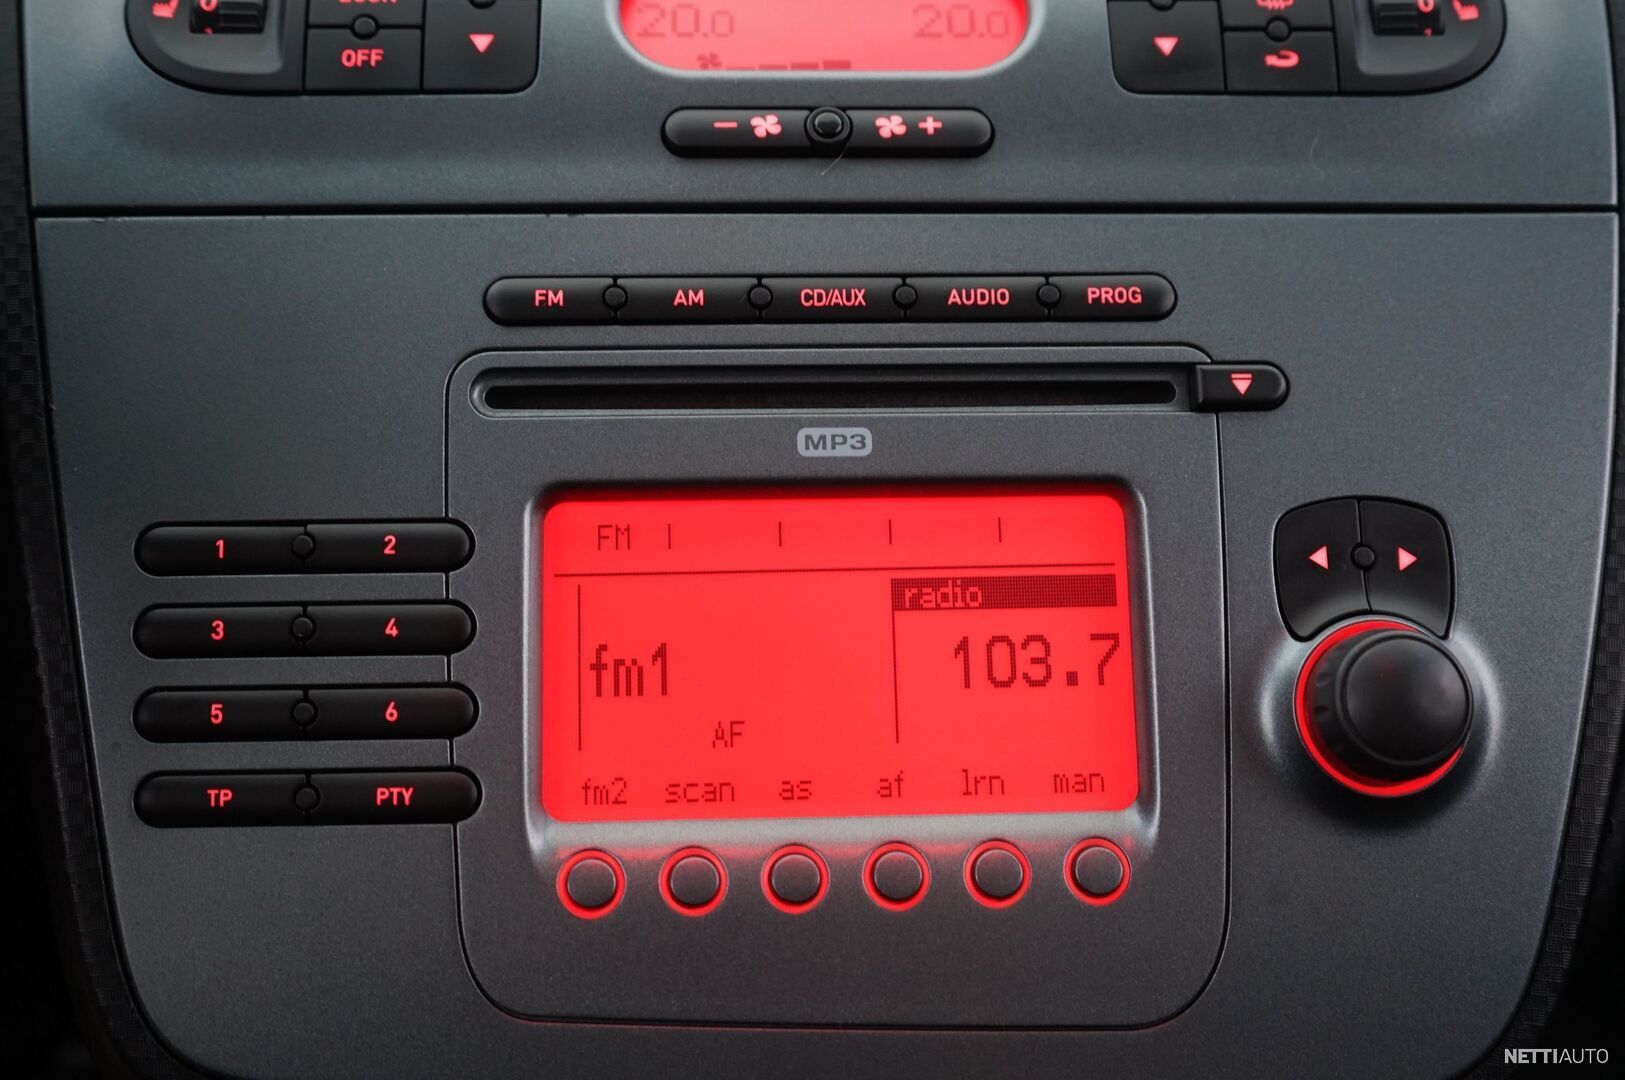 20.0 20.0
OFF
- +
FM AM CD/AUX AUDIO PROG
MP3
FM
radio
1 2
3 4
5 6
TP PTY
fm1 103.7
AF
fm2 scan as af lrn man
NETTIAUTO